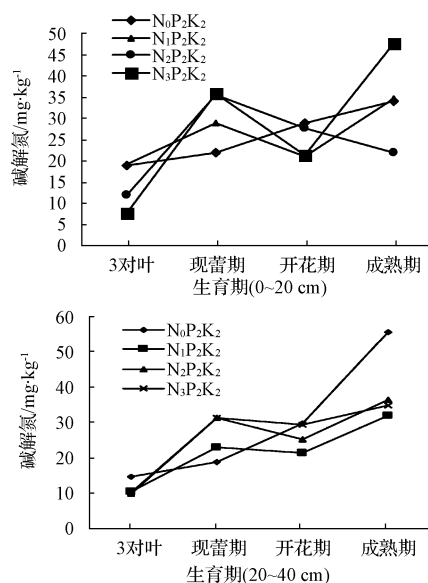 50
45
40
35
30
25
20
15
10
5
0
碱解氮/mg·kg⁻¹
N₀P₂K₂
N₁P₂K₂
N₂P₂K₂
N₃P₂K₂
3对叶 现蕾期 开花期 成熟期
生育期(0~20 cm)
60
50
40
30
20
10
0
碱解氮/mg·kg⁻¹
N₀P₂K₂
N₁P₂K₂
N₂P₂K₂
N₃P₂K₂
3对叶 现蕾期 开花期 成熟期
生育期(20~40 cm)